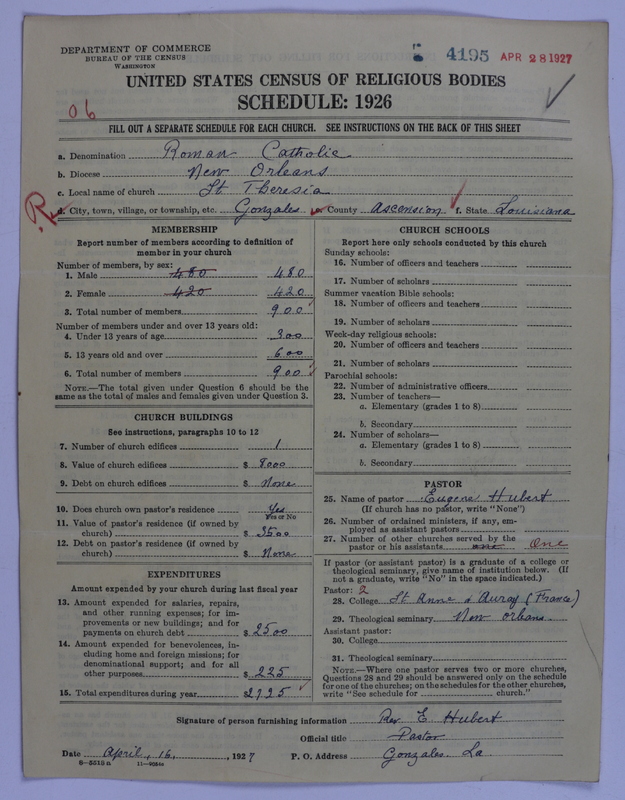 DEPARTMENT OF COMMERCE
BUREAU OF THE CENSUS
WASHINGTON
4195 APR 28 1927
UNITED STATES CENSUS OF RELIGIOUS BODIES
SCHEDULE: 1926
06
FILL OUT A SEPARATE SCHEDULE FOR EACH CHURCH. SEE INSTRUCTIONS ON THE BACK OF THIS SHEET
a. Denomination Roman Catholic
b. Diocese New Orleans
c. Local name of church St Theresia
R
d. City, town, village, or township, etc. Gonzales e. County Ascension f. State Louisiana
MEMBERSHIP
Report number of members according to definition of
member in your church
Number of members, by sex:
1. Male 480 480
2. Female 420 420
3. Total number of members 900
Number of members under and over 13 years old:
4. Under 13 years of age 300
5. 13 years old and over 600
6. Total number of members 900
NOTE.—The total given under Question 6 should be the
same as the total of males and females given under Question 3.
CHURCH BUILDINGS
See instructions, paragraphs 10 to 12
7. Number of church edifices 1
8. Value of church edifices $ 8000
9. Debt on church edifices $ None
10. Does church own pastor's residence Yes
Yes or No
11. Value of pastor's residence (if owned by
church) $ 3500
12. Debt on pastor's residence (if owned by
church) $ None
EXPENDITURES
Amount expended by your church during last fiscal year
13. Amount expended for salaries, repairs,
and other running expenses; for im-
provements or new buildings; and for
payments on church debt $ 2500
14. Amount expended for benevolences, in-
cluding home and foreign missions; for
denominational support; and for all
other purposes $ 225
15. Total expenditures during year $ 2725
CHURCH SCHOOLS
Report here only schools conducted by this church
Sunday schools:
16. Number of officers and teachers
17. Number of scholars
Summer vacation Bible schools:
18. Number of officers and teachers
19. Number of scholars
Week-day religious schools:
20. Number of officers and teachers
21. Number of scholars
Parochial schools:
22. Number of administrative officers
23. Number of teachers—
a. Elementary (grades 1 to 8)
b. Secondary
24. Number of scholars—
a. Elementary (grades 1 to 8)
b. Secondary
PASTOR
25. Name of pastor Eugene Hubert
(If church has no pastor, write "None")
26. Number of ordained ministers, if any, em-
ployed as assistant pastors
27. Number of other churches served by the
pastor or his assistants one One
If pastor (or assistant pastor) is a graduate of a college or
theological seminary, give name of institution below. (If
not a graduate, write "No" in the space indicated.)
Pastor: 2
28. College St Anne d Auray (France)
29. Theological seminary New Orleans
Assistant pastor:
30. College
31. Theological seminary
NOTE.—Where one pastor serves two or more churches,
Questions 28 and 29 should be answered only on the schedule
for one of the churches; on the schedules for the other churches,
write "See schedule for church."
Signature of person furnishing information Rev. E Hubert
Official title Pastor
Date April, 16, 1927 P. O. Address Gonzales La
8-5515 a